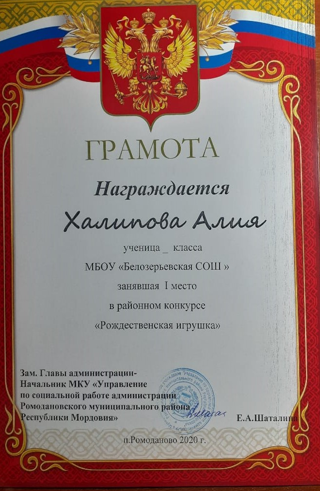 ГРАМОТА
Награждается
Халипова Алия
ученица _ класса
МБОУ «Белозерьевская СОШ »
занявшая I место
в районном конкурсе
«Рождественская игрушка»
Зам. Главы администрации-
Начальник МКУ «Управление
по социальной работе администрации
Ромодановского муниципального района
Республики Мордовия»
Е.А.Шаталин
п.Ромоданово 2020 г.